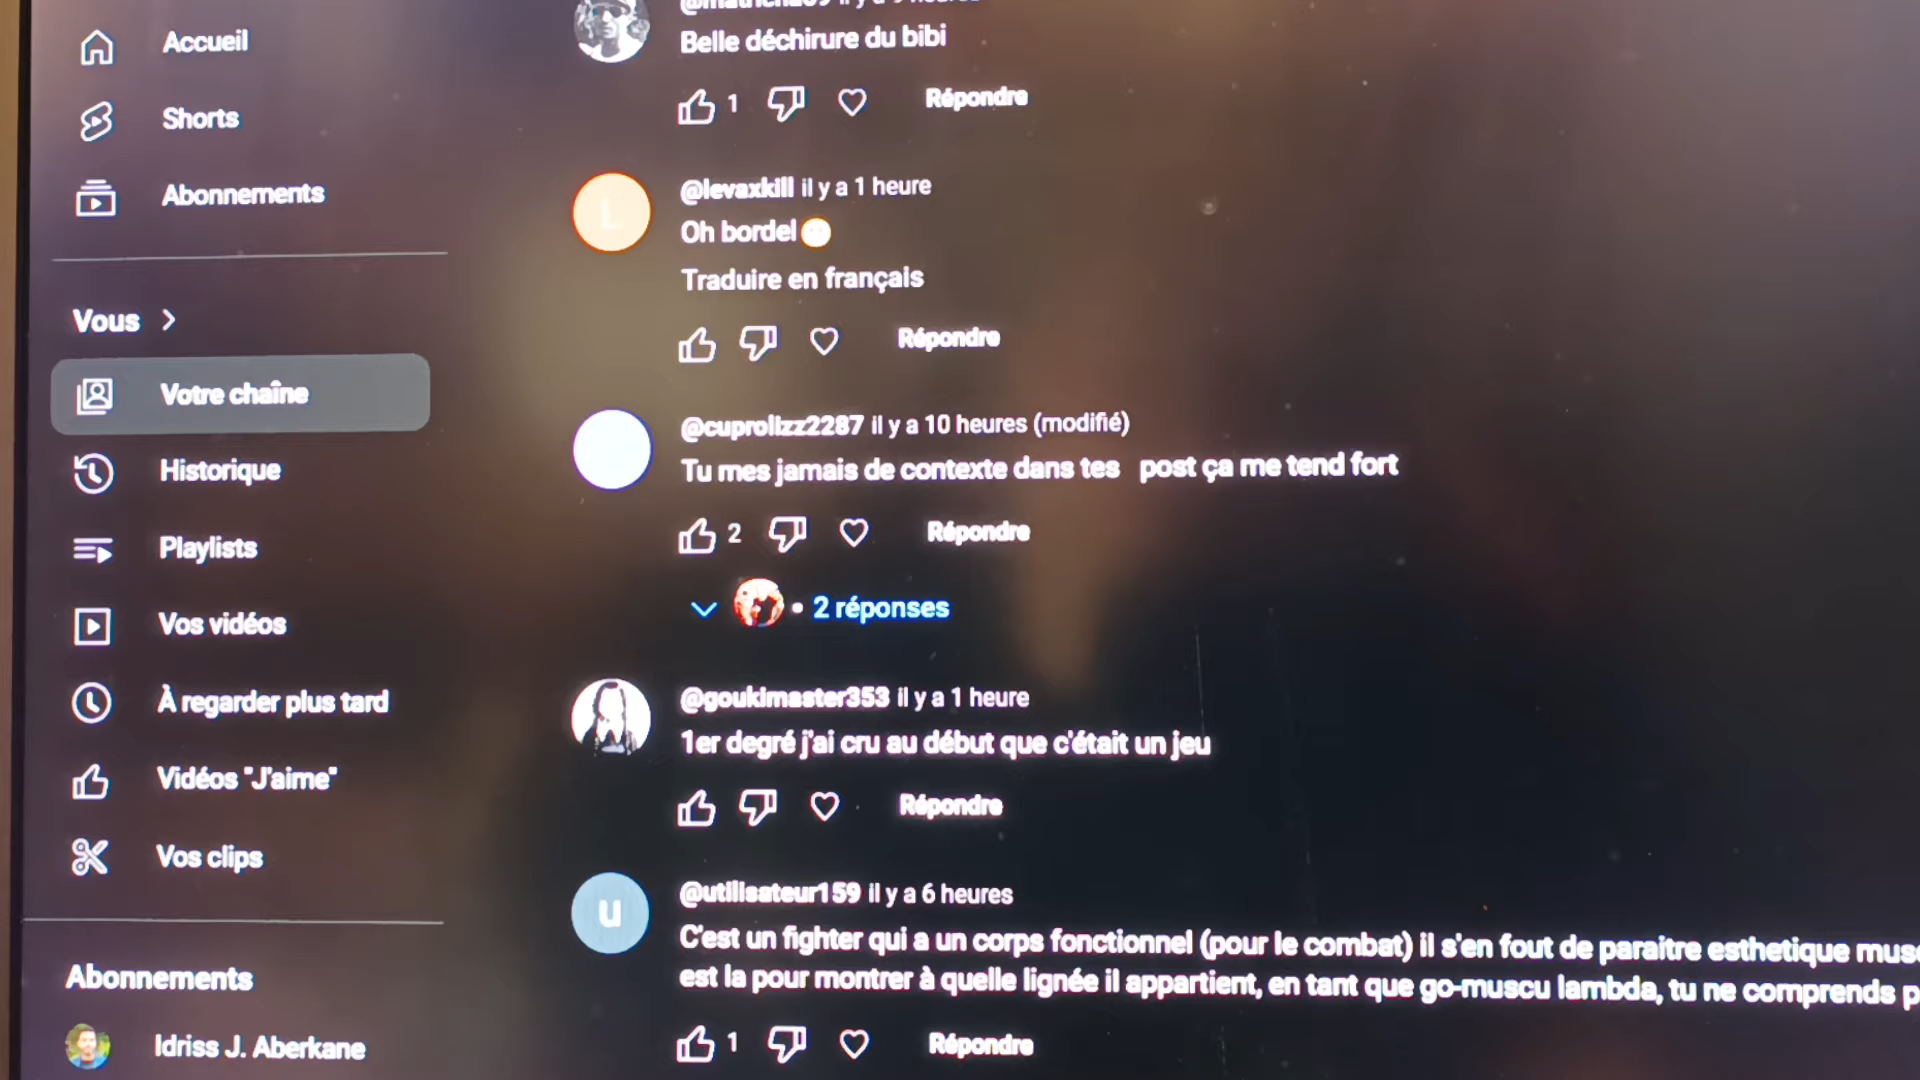 Accueil
Shorts
Abonnements
Vous
Votre chaîne
Historique
Playlists
Vos vidéos
À regarder plus tard
Vidéos "J'aime"
Vos clips
Abonnements
Idriss J. Aberkane
Belle déchirure du bibi
1
Répondre
L
@levaxkill il y a 1 heure
Oh bordel
Traduire en français
Répondre
@cuprolizz2287 il y a 10 heures (modifié)
Tu mes jamais de contexte dans tes post ça me tend fort
2
Répondre
• 2 réponses
@goukimaster353 il y a 1 heure
1er degré j'ai cru au début que c'était un jeu
Répondre
u
@utilisateur159 il y a 6 heures
C'est un fighter qui a un corps fonctionnel (pour le combat) il s'en fout de paraitre esthetique
est la pour montrer à quelle lignée il appartient, en tant que go-muscu lambda, tu ne comprends
1
Répondre